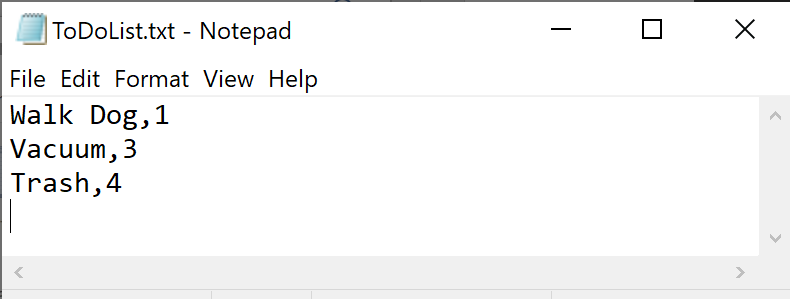 ToDoList.txt - Notepad
File Edit Format View Help
Walk Dog,1
Vacuum,3
Trash,4